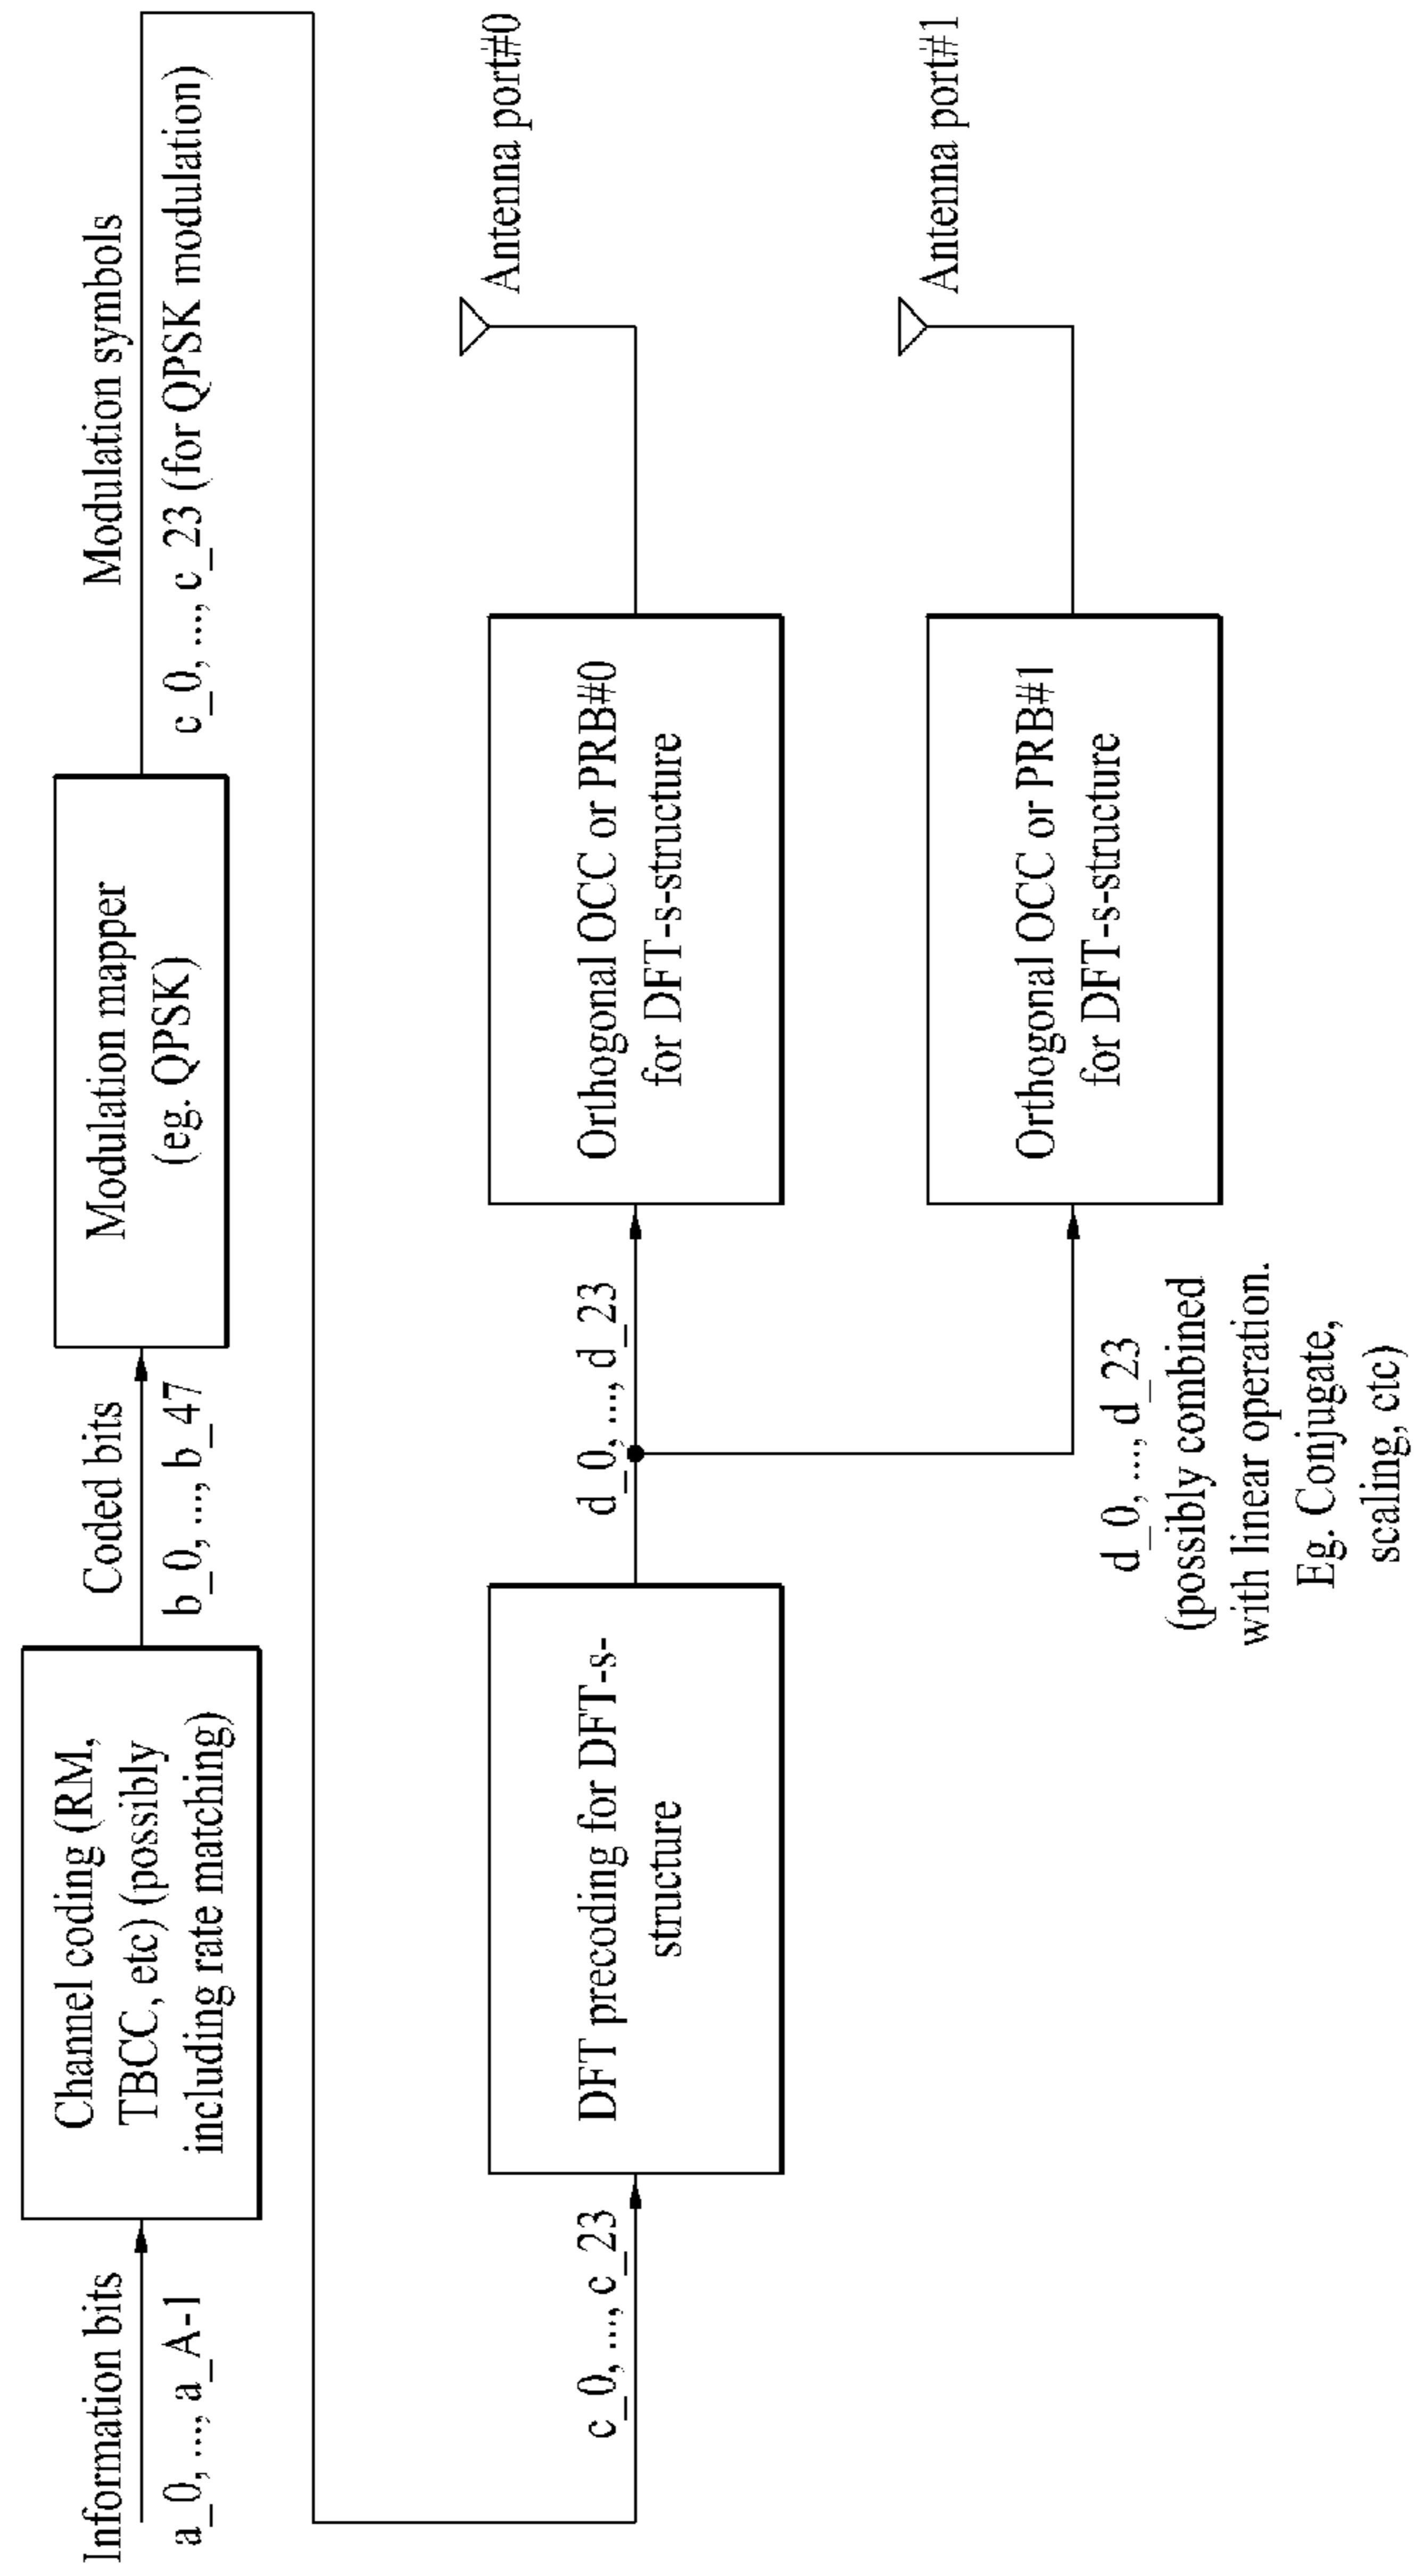 Information bits
a_0, ..., a_A-1
Channel coding (RM,
TBCC, etc) (possibly
including rate matching)
Coded bits
b_0, ..., b_47
Modulation mapper
(eg. QPSK)
Modulation symbols
c_0, ..., c_23 (for QPSK modulation)
c_0, ..., c_23
DFT precoding for DFT-s-
structure
d_0, ..., d_23
Orthogonal OCC or PRB#0
for DFT-s-structure
Antenna port#0
d_0, ..., d_23
(possibly combined
with linear operation.
Eg. Conjugate,
scaling, etc)
Orthogonal OCC or PRB#1
for DFT-s-structure
Antenna port#1